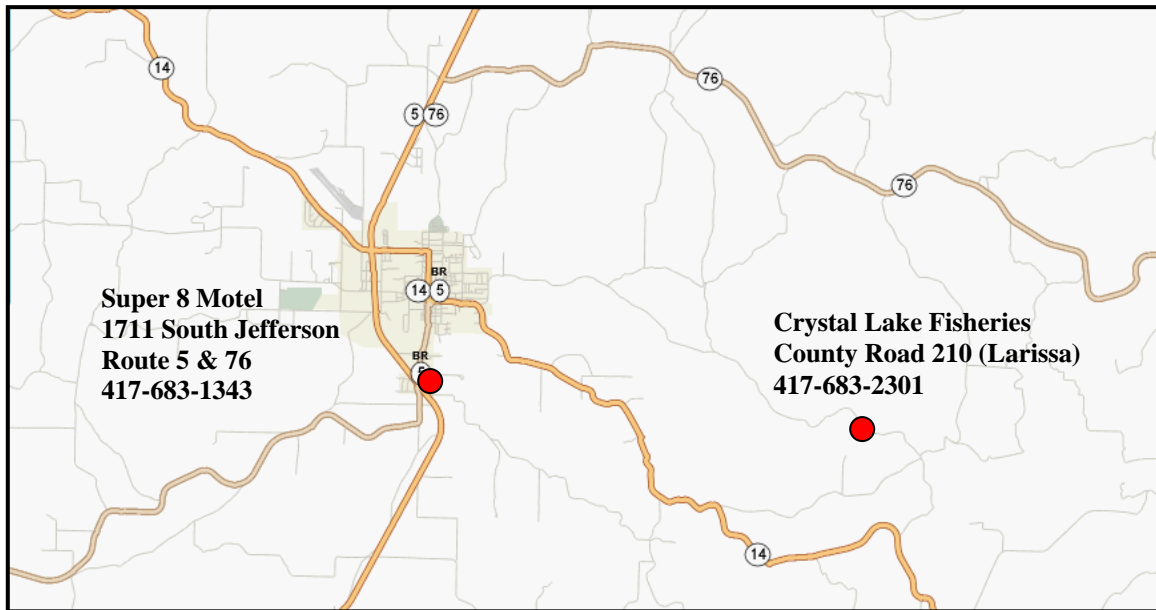 76
14
76
5 76
76
BR
14 5
Super 8 Motel
1711 South Jefferson
Route 5 & 76
417-683-1343
Crystal Lake Fisheries
County Road 210 (Larissa)
417-683-2301
BR
14